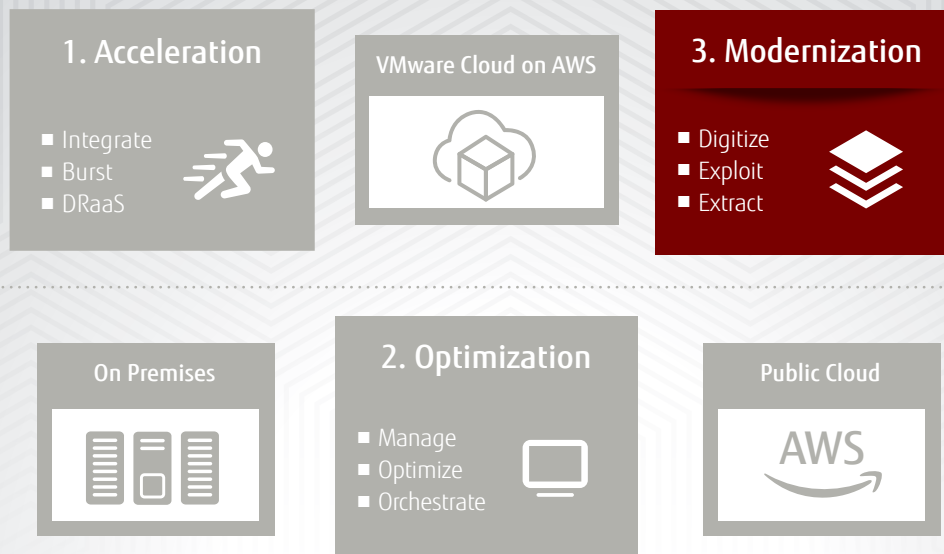 1. Acceleration
■ Integrate
■ Burst
■ DRaaS
VMware Cloud on AWS
3. Modernization
■ Digitize
■ Exploit
■ Extract
On Premises
2. Optimization
■ Manage
■ Optimize
■ Orchestrate
Public Cloud
AWS